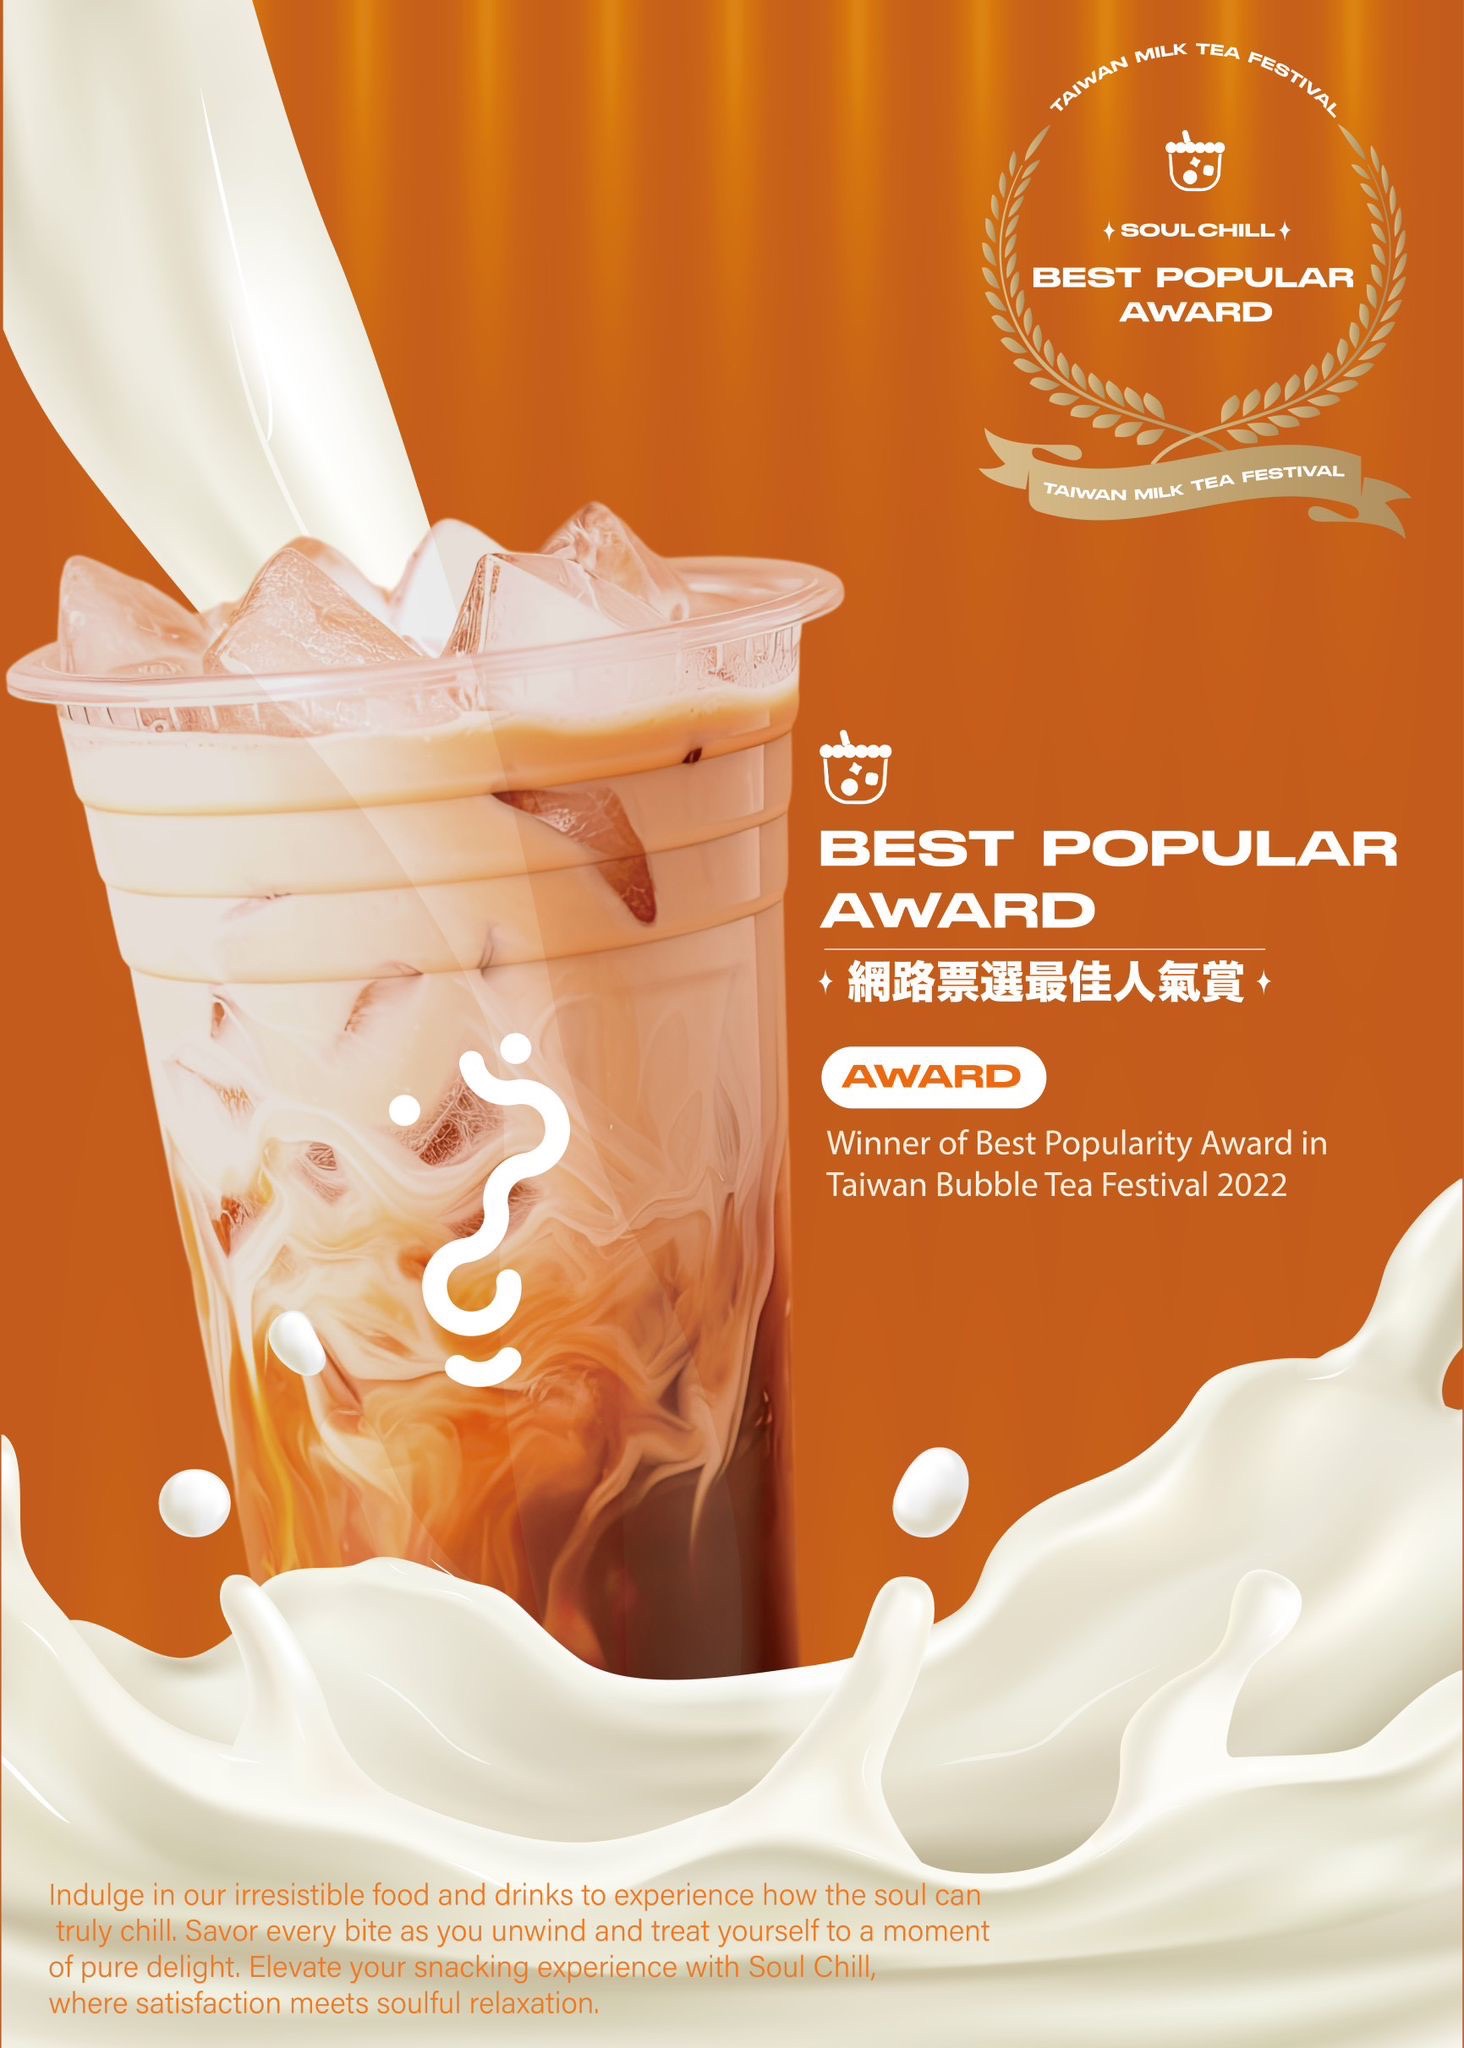 TAIWAN MILK TEA FESTIVAL
SOUL CHILL
BEST POPULAR
AWARD
TAIWAN MILK TEA FESTIVAL
BEST POPULAR
AWARD
網路票選最佳人氣賞
AWARD
Winner of Best Popularity Award in
Taiwan Bubble Tea Festival 2022
Indulge in our irresistible food and drinks to experience how the soul can
truly chill. Savor every bite as you unwind and treat yourself to a moment
of pure delight. Elevate your snacking experience with Soul Chill,
where satisfaction meets soulful relaxation.